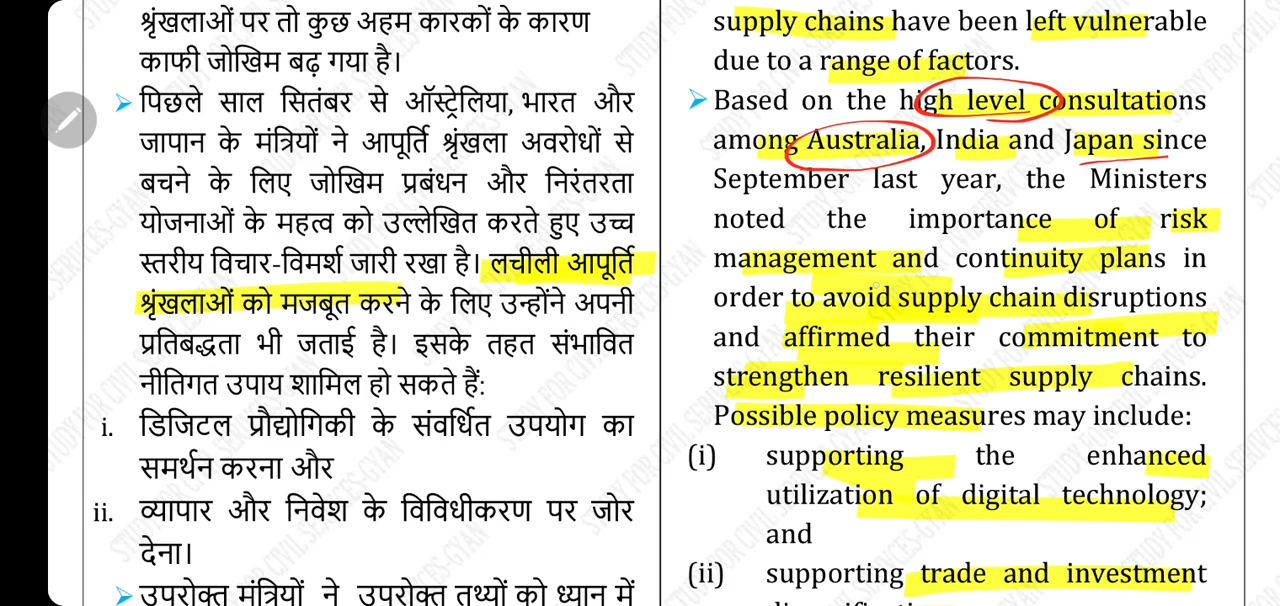 श्रृंखलाओं पर तो कुछ अहम कारकों के कारण
काफी जोखिम बढ़ गया है।
➤ पिछले साल सितंबर से ऑस्ट्रेलिया, भारत और
जापान के मंत्रियों ने आपूर्ति श्रृंखला अवरोधों से
बचने के लिए जोखिम प्रबंधन और निरंतरता
योजनाओं के महत्व को उल्लेखित करते हुए उच्च
स्तरीय विचार-विमर्श जारी रखा है। लचीली आपूर्ति
श्रृंखलाओं को मजबूत करने के लिए उन्होंने अपनी
प्रतिबद्धता भी जताई है। इसके तहत संभावित
नीतिगत उपाय शामिल हो सकते हैं:
i. डिजिटल प्रौद्योगिकी के संवर्धित उपयोग का
समर्थन करना और
ii. व्यापार और निवेश के विविधीकरण पर जोर
देना।
➤ उपरोक्त मंत्रियों ने उपरोक्त तथ्यों को ध्यान में
supply chains have been left vulnerable
due to a range of factors.
➤ Based on the high level consultations
among Australia, India and Japan since
September last year, the Ministers
noted the importance of risk
management and continuity plans in
order to avoid supply chain disruptions
and affirmed their commitment to
strengthen resilient supply chains.
Possible policy measures may include:
(i) supporting the enhanced
utilization of digital technology;
and
(ii) supporting trade and investment